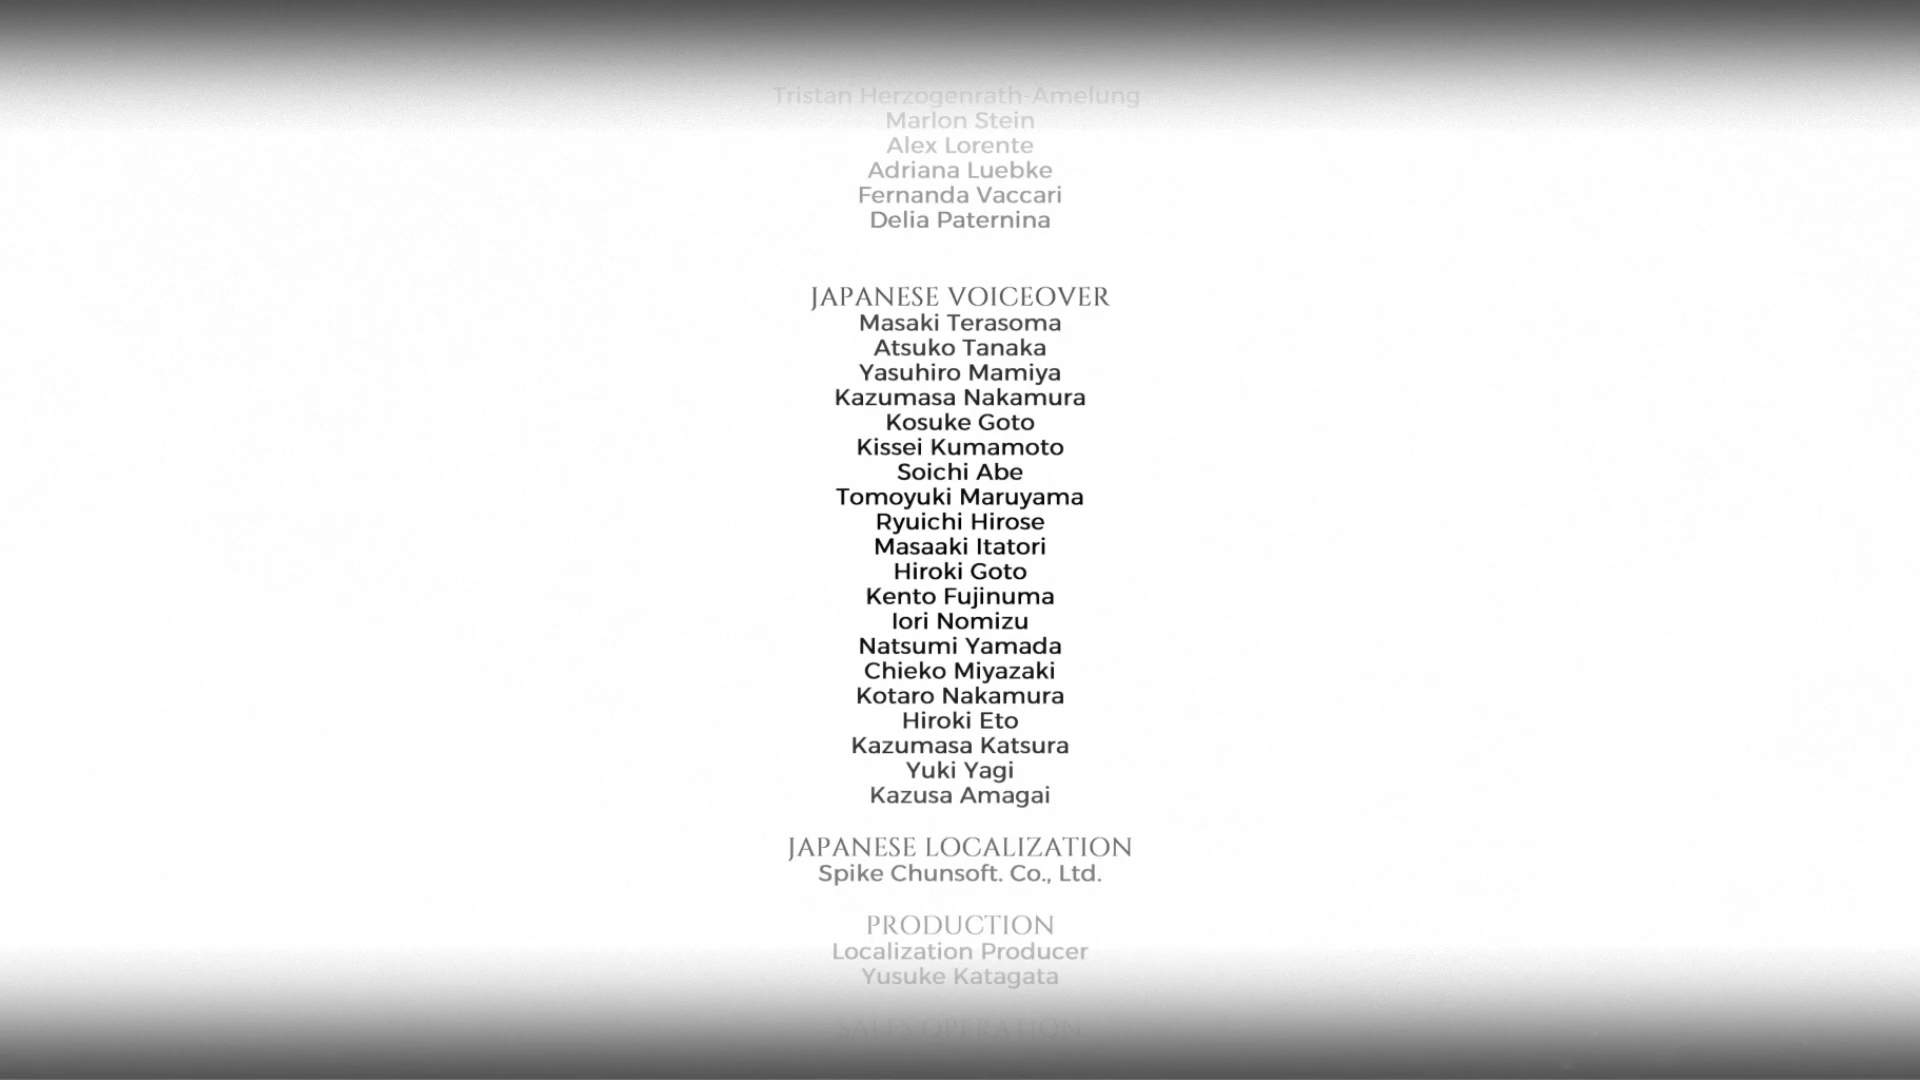 Tristan Herzogenrath-Amelung
Marlon Stein
Alex Lorente
Adriana Luebke
Fernanda Vaccari
Delia Paternina
JAPANESE VOICEOVER
Masaki Terasoma
Atsuko Tanaka
Yasuhiro Mamiya
Kazumasa Nakamura
Kosuke Goto
Kissei Kumamoto
Soichi Abe
Tomoyuki Maruyama
Ryuichi Hirose
Masaaki Itatori
Hiroki Goto
Kento Fujinuma
Iori Nomizu
Natsumi Yamada
Chieko Miyazaki
Kotaro Nakamura
Hiroki Eto
Kazumasa Katsura
Yuki Yagi
Kazusa Amagai
JAPANESE LOCALIZATION
Spike Chunsoft. Co., Ltd.
PRODUCTION
Localization Producer
Yusuke Katagata
SALES OPERATION